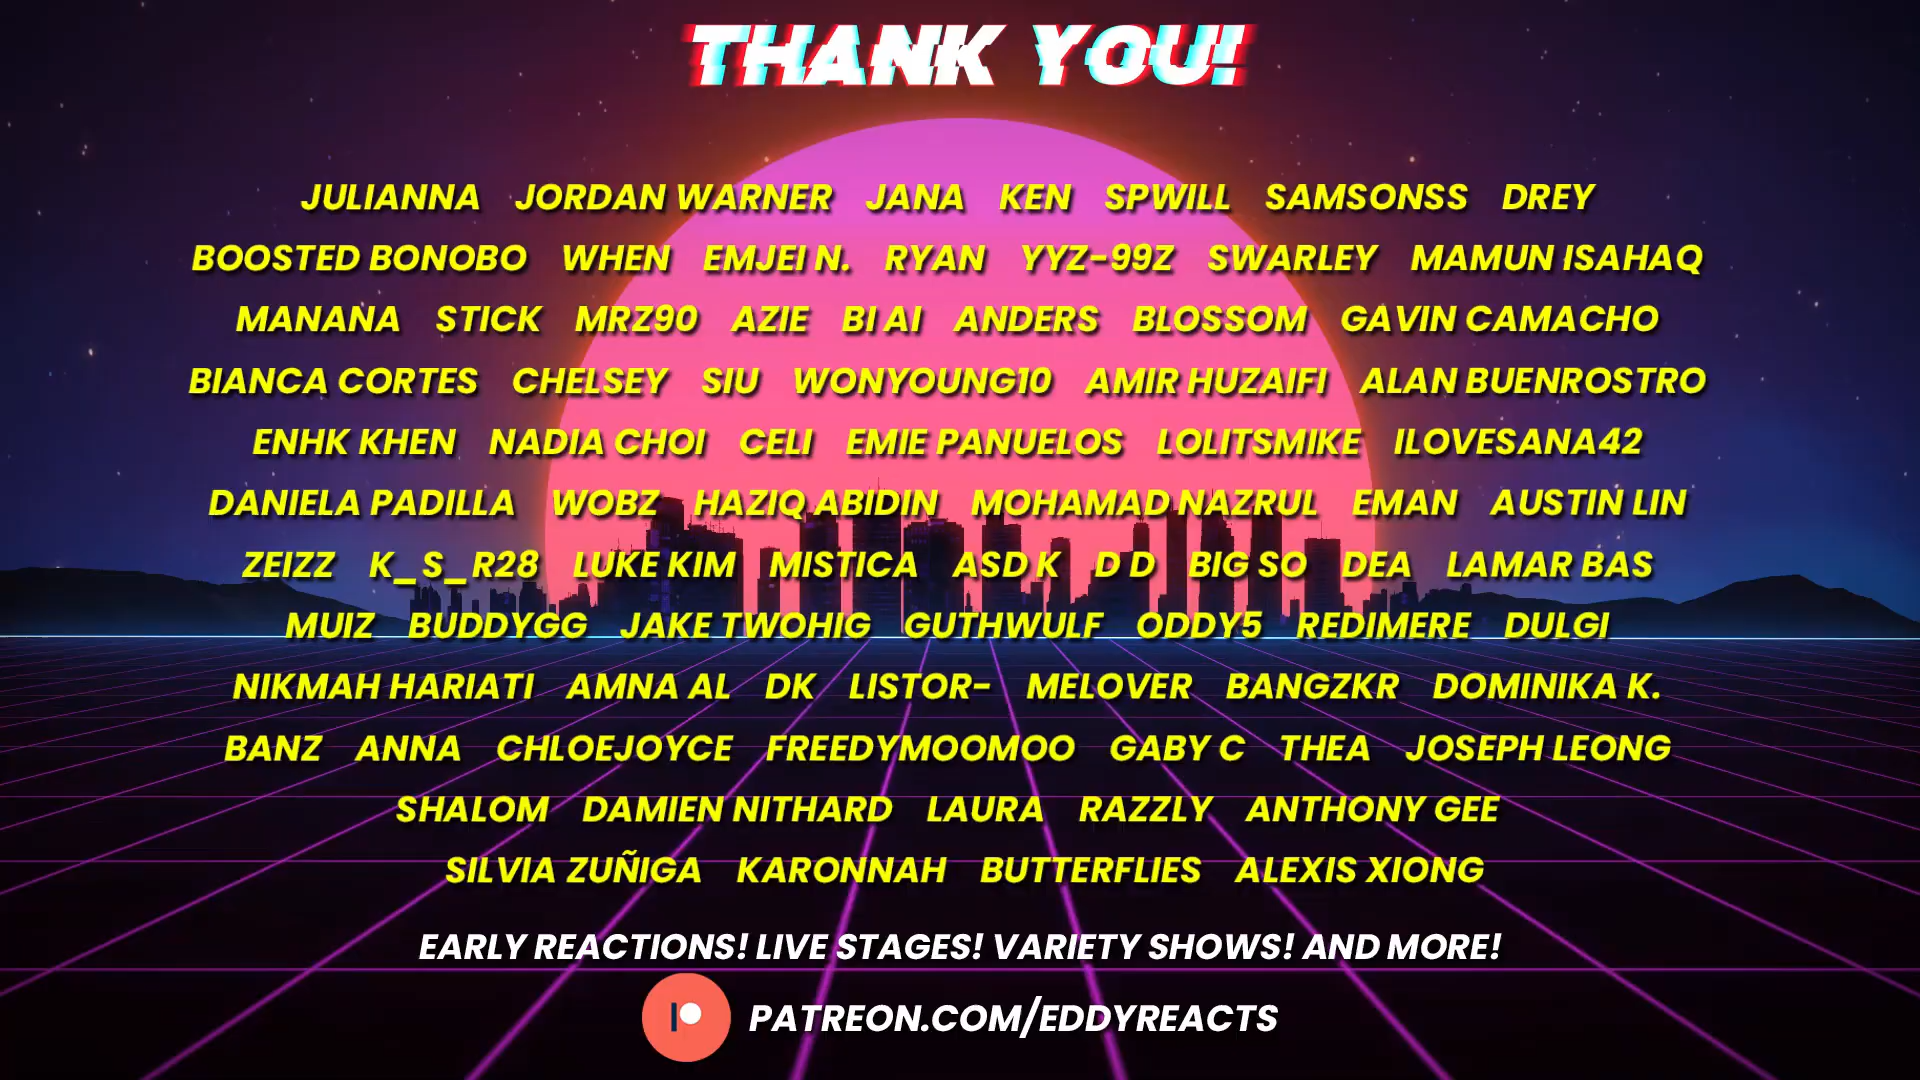 THANK YOU!
JULIANNA JORDAN WARNER JANA KEN SPWILL SAMSONSS DREY
BOOSTED BONOBO WHEN EMJEI N. RYAN YYZ-99Z SWARLEY MAMUN ISAHAQ
MANANA STICK MRZ90 AZIE BI AI ANDERS BLOSSOM GAVIN CAMACHO
BIANCA CORTES CHELSEY SIU WONYOUNG10 AMIR HUZAIFI ALAN BUENROSTRO
ENHK KHEN NADIA CHOI CELI EMIE PANUELOS LOLITSMIKE ILOVESANA42
DANIELA PADILLA WOBZ HAZIQ ABIDIN MOHAMAD NAZRUL EMAN AUSTIN LIN
ZEIZZ K_S_R28 LUKE KIM MISTICA ASD K D D BIG SO DEA LAMAR BAS
MUIZ BUDDYGG JAKE TWOHIG GUTHWULF ODDY5 REDIMERE DULGI
NIKMAH HARIATI AMNA AL DK LISTOR- MELOVER BANGZKR DOMINIKA K.
BANZ ANNA CHLOEJOYCE FREEDYMOOMOO GABY C THEA JOSEPH LEONG
SHALOM DAMIEN NITHARD LAURA RAZZLY ANTHONY GEE
SILVIA ZUÑIGA KARONNAH BUTTERFLIES ALEXIS XIONG
EARLY REACTIONS! LIVE STAGES! VARIETY SHOWS! AND MORE!
PATREON.COM/EDDYREACTS